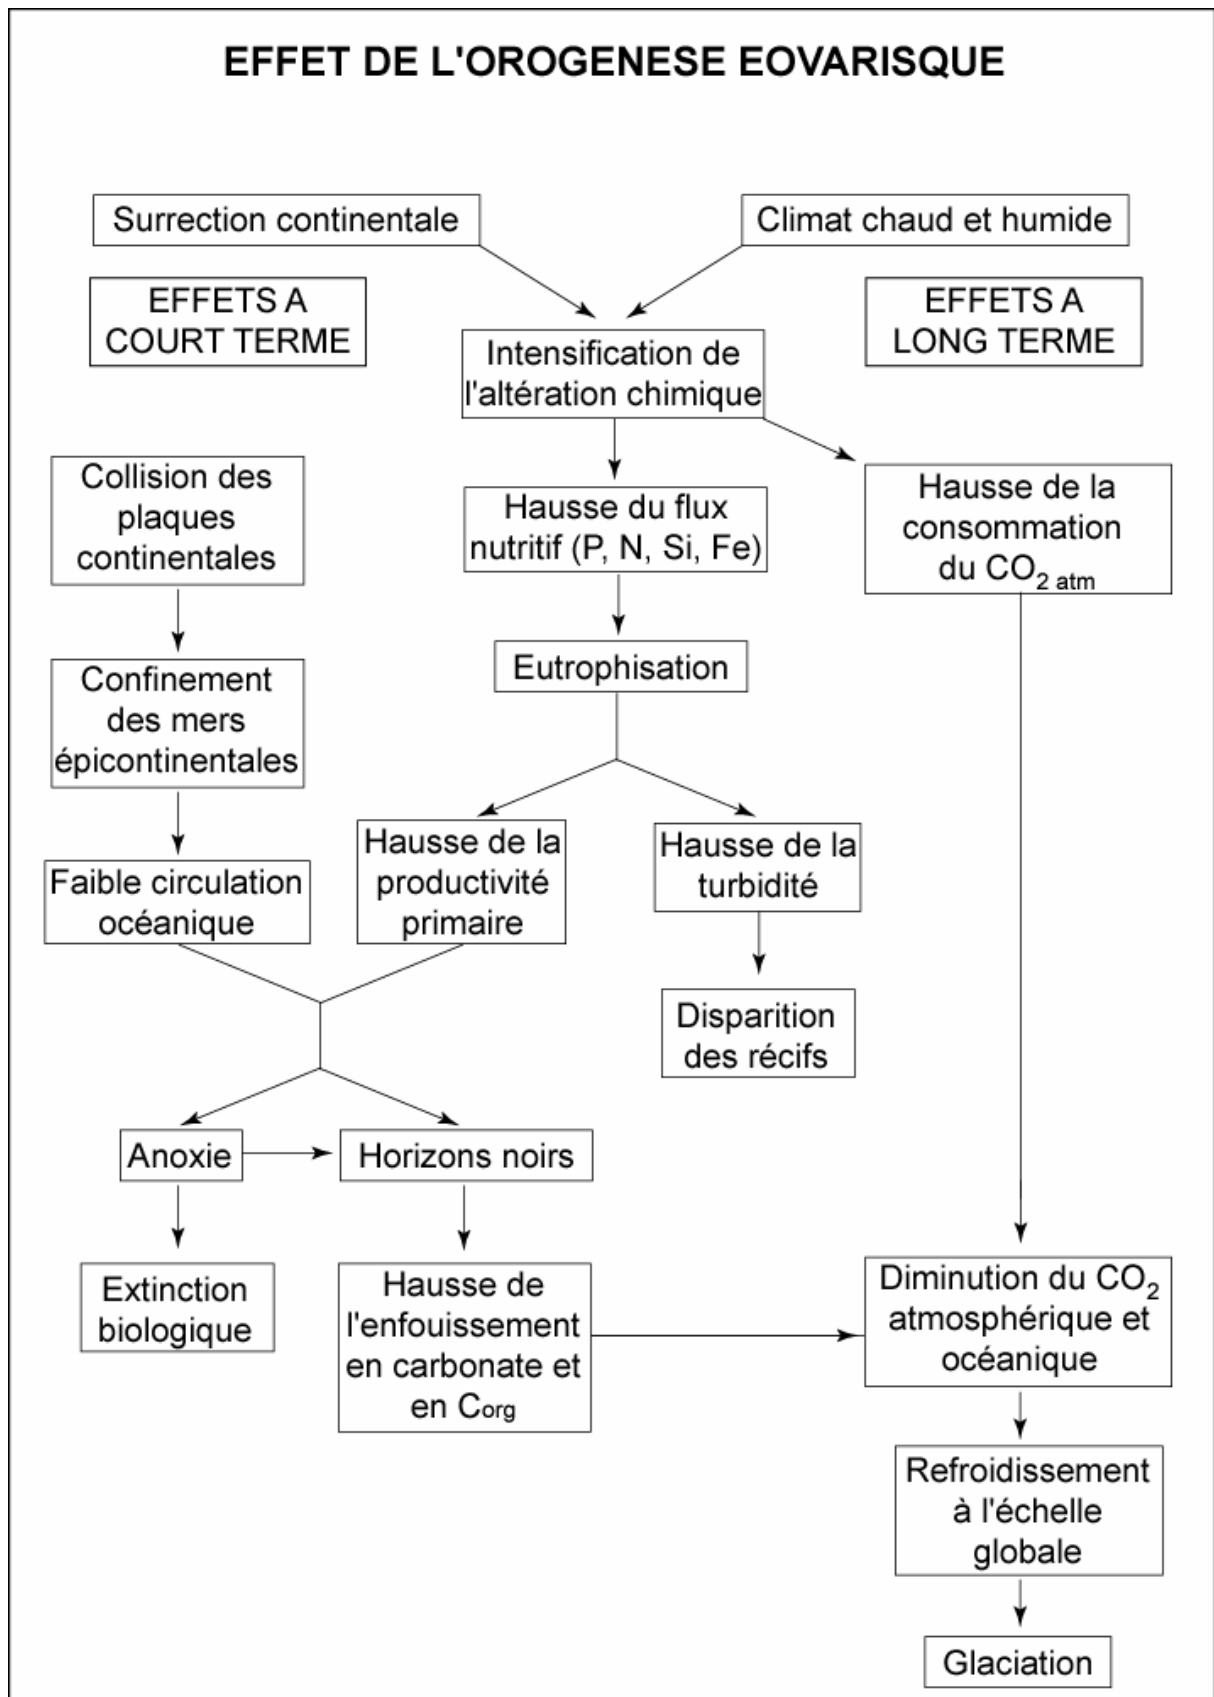 EFFET DE L'OROGENESE EOVARISQUE
Surrection continentale
Climat chaud et humide
EFFETS A
COURT TERME
EFFETS A
LONG TERME
Intensification de
l'altération chimique
Collision des
plaques
continentales
Hausse du flux
nutritif (P, N, Si, Fe)
Hausse de la
consommation
du CO2 atm
Confinement
des mers
épicontinentales
Eutrophisation
Faible circulation
océanique
Hausse de la
productivité
primaire
Hausse de la
turbidité
Disparition
des récifs
Anoxie
Horizons noirs
Extinction
biologique
Hausse de
l'enfouissement
en carbonate et
en Corg
Diminution du CO2
atmosphérique et
océanique
Refroidissement
à l'échelle
globale
Glaciation